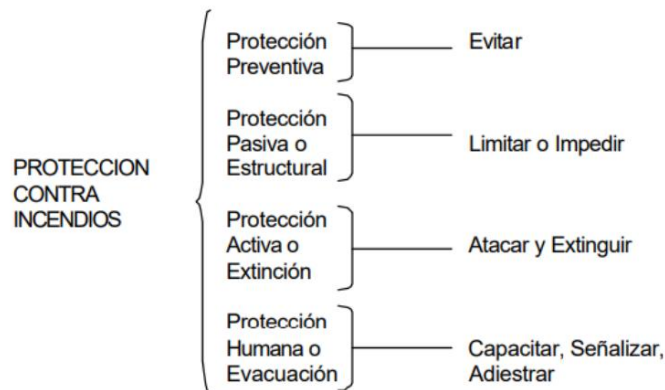 PROTECCION
CONTRA
INCENDIOS
Protección
Preventiva
Evitar
Protección
Pasiva o
Estructural
Limitar o Impedir
Protección
Activa o
Extinción
Atacar y Extinguir
Protección
Humana o
Evacuación
Capacitar, Señalizar,
Adiestrar